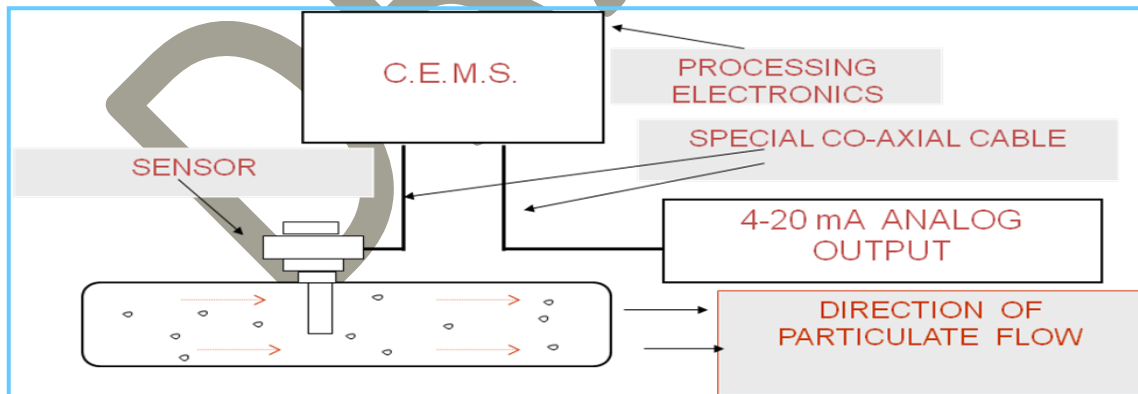 C.E.M.S.
PROCESSING
ELECTRONICS
SPECIAL CO-AXIAL CABLE
SENSOR
4-20 mA ANALOG
OUTPUT
DIRECTION OF
PARTICULATE FLOW